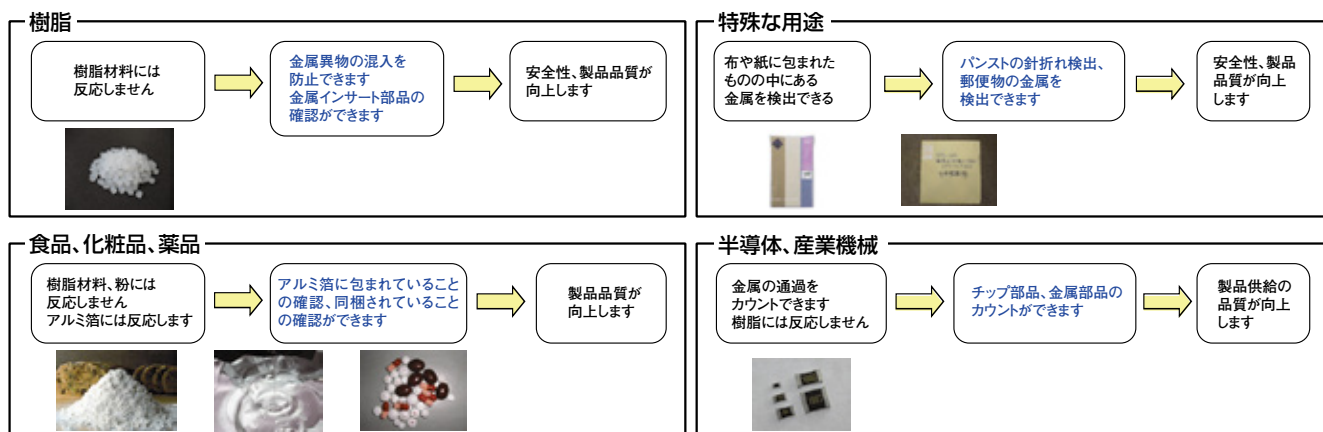 樹脂
樹脂材料には
反応しません
金属異物の混入を
防止できます
金属インサート部品の
確認ができます
安全性、製品品質が
向上します
特殊な用途
布や紙に包まれた
ものの中にある
金属を検出できる
パンストの針折れ検出、
郵便物の金属を
検出できます
安全性、製品
品質が向上
します
食品、化粧品、薬品
樹脂材料、粉には
反応しません
アルミ箔には反応します
アルミ箔に包まれていること
の確認、同梱されていること
の確認ができます
製品品質が
向上します
半導体、産業機械
金属の通過を
カウントできます
樹脂には反応しません
チップ部品、金属部品の
カウントができます
製品供給の
品質が向上
します